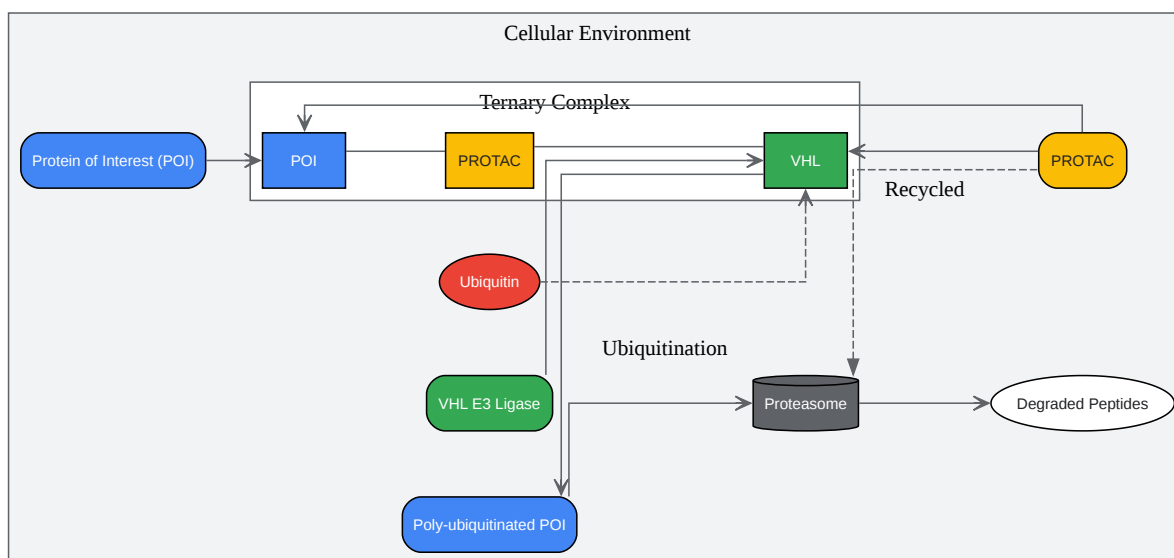 Cellular Environment
Ternary Complex
Protein of Interest (POI)
POI
PROTAC
VHL
PROTAC
Recycled
Ubiquitin
Ubiquitination
VHL E3 Ligase
Proteasome
Degraded Peptides
Poly-ubiquitinated POI